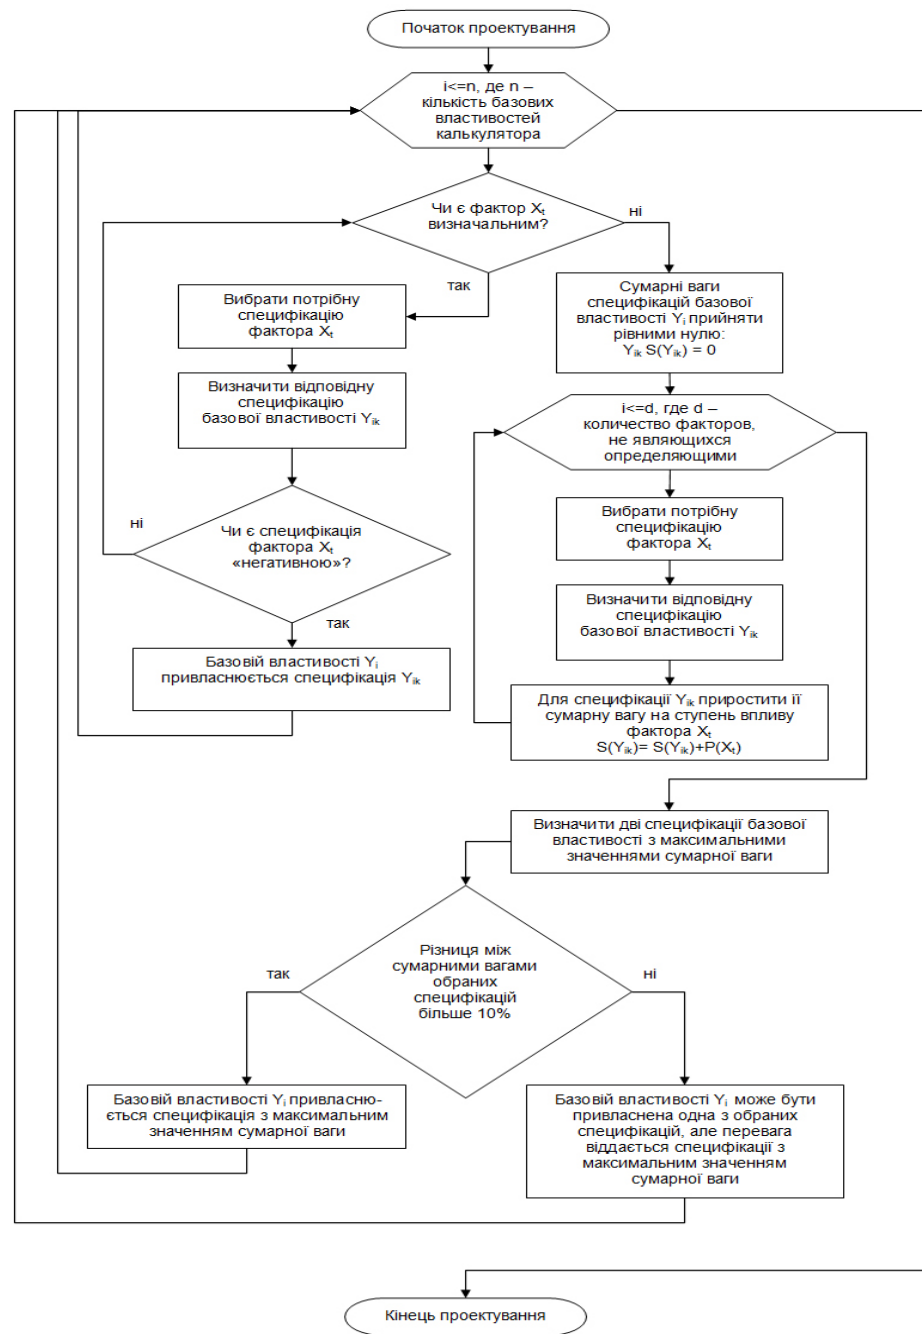 Початок проектування
i<=n, де n –
кількість базових
властивостей
калькулятора
Чи є фактор Xₜ
визначальним?
ні
так
Вибрати потрібну
специфікацію
фактора Xₜ
Визначити відповідну
специфікацію
базової властивості Yᵢₖ
Чи є специфікація
фактора Xₜ
«негативною»?
ні
так
Базовій властивості Yᵢ
привласнюється специфікація Yᵢₖ
Сумарні ваги
специфікацій базової
властивості Yᵢ прийняти
рівними нулю:
Yᵢₖ S(Yᵢₖ) = 0
i<=d, где d –
количество факторов,
не являющихся
определяющими
Вибрати потрібну
специфікацію
фактора Xₜ
Визначити відповідну
специфікацію
базової властивості Yᵢₖ
Для специфікації Yᵢₖ приростити її
сумарну вагу на ступень впливу
фактора Xₜ
S(Yᵢₖ)= S(Yᵢₖ)+P(Xₜ)
Визначити дві специфікації базової
властивості з максимальними
значеннями сумарної ваги
Різниця між
сумарними вагами
обраних
специфікацій
більше 10%
так
ні
Базовій властивості Yᵢ привласню-
ється специфікація з максимальним
значенням сумарної ваги
Базовій властивості Yᵢ може бути
привласнена одна з обраних
специфікацій, але перевага
віддається специфікації з
максимальним значенням
сумарної ваги
Кінець проектування